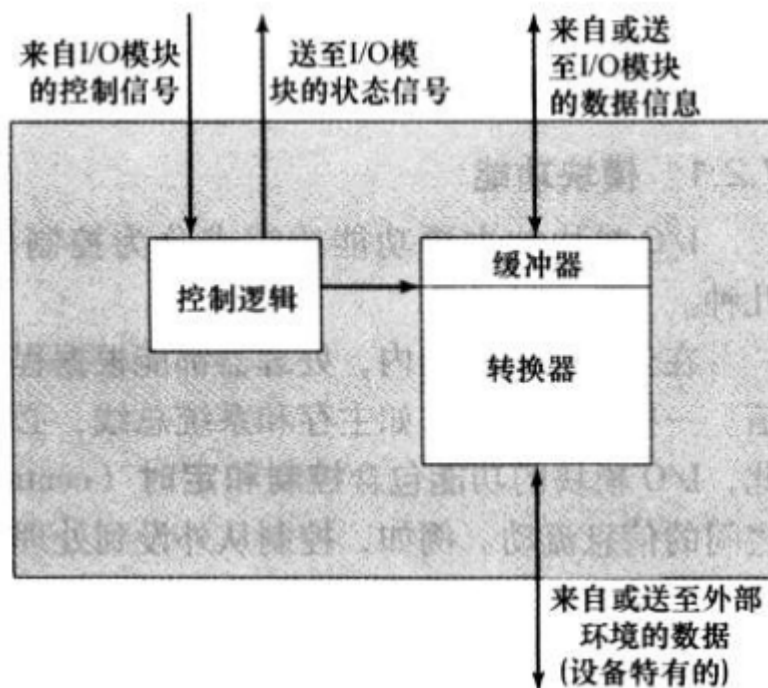 来自I/O模块
的控制信号
送至I/O模
块的状态信号
来自或送
至I/O模块
的数据信息
控制逻辑
缓冲器
转换器
来自或送至外部
环境的数据
(设备特有的)